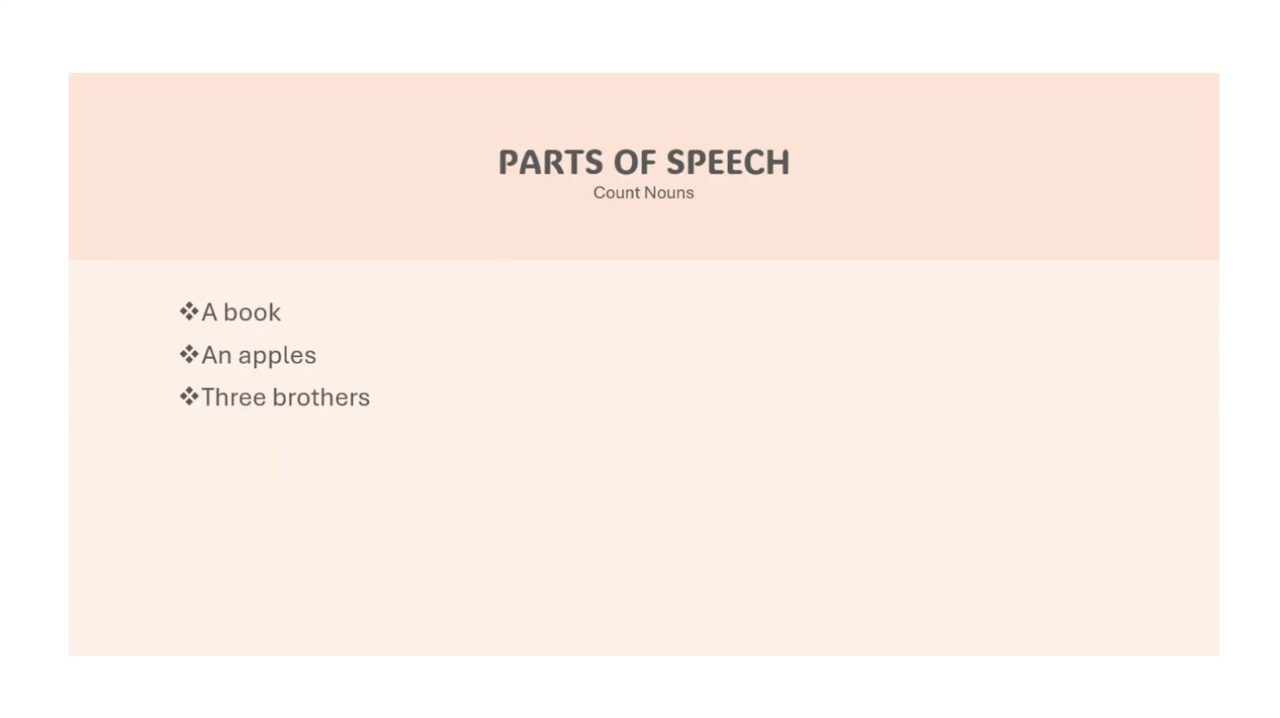 PARTS OF SPEECH
Count Nouns
❖A book
❖An apples
❖Three brothers